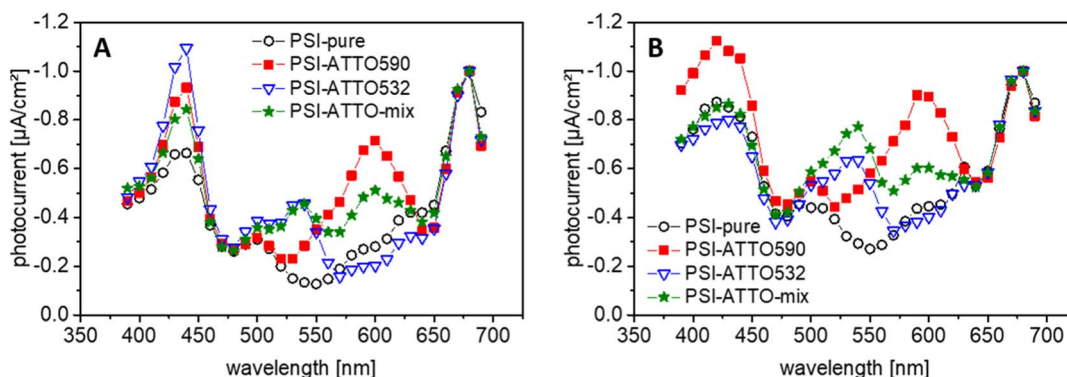 A
PSI-pure
PSI-ATTO590
PSI-ATTO532
PSI-ATTO-mix
photocurrent [µA/cm²]
-1.2
-1.0
-0.8
-0.6
-0.4
-0.2
0.0
350 400 450 500 550 600 650 700
wavelength [nm]
B
PSI-pure
PSI-ATTO590
PSI-ATTO532
PSI-ATTO-mix
photocurrent [µA/cm²]
-1.2
-1.0
-0.8
-0.6
-0.4
-0.2
0.0
350 400 450 500 550 600 650 700
wavelength [nm]